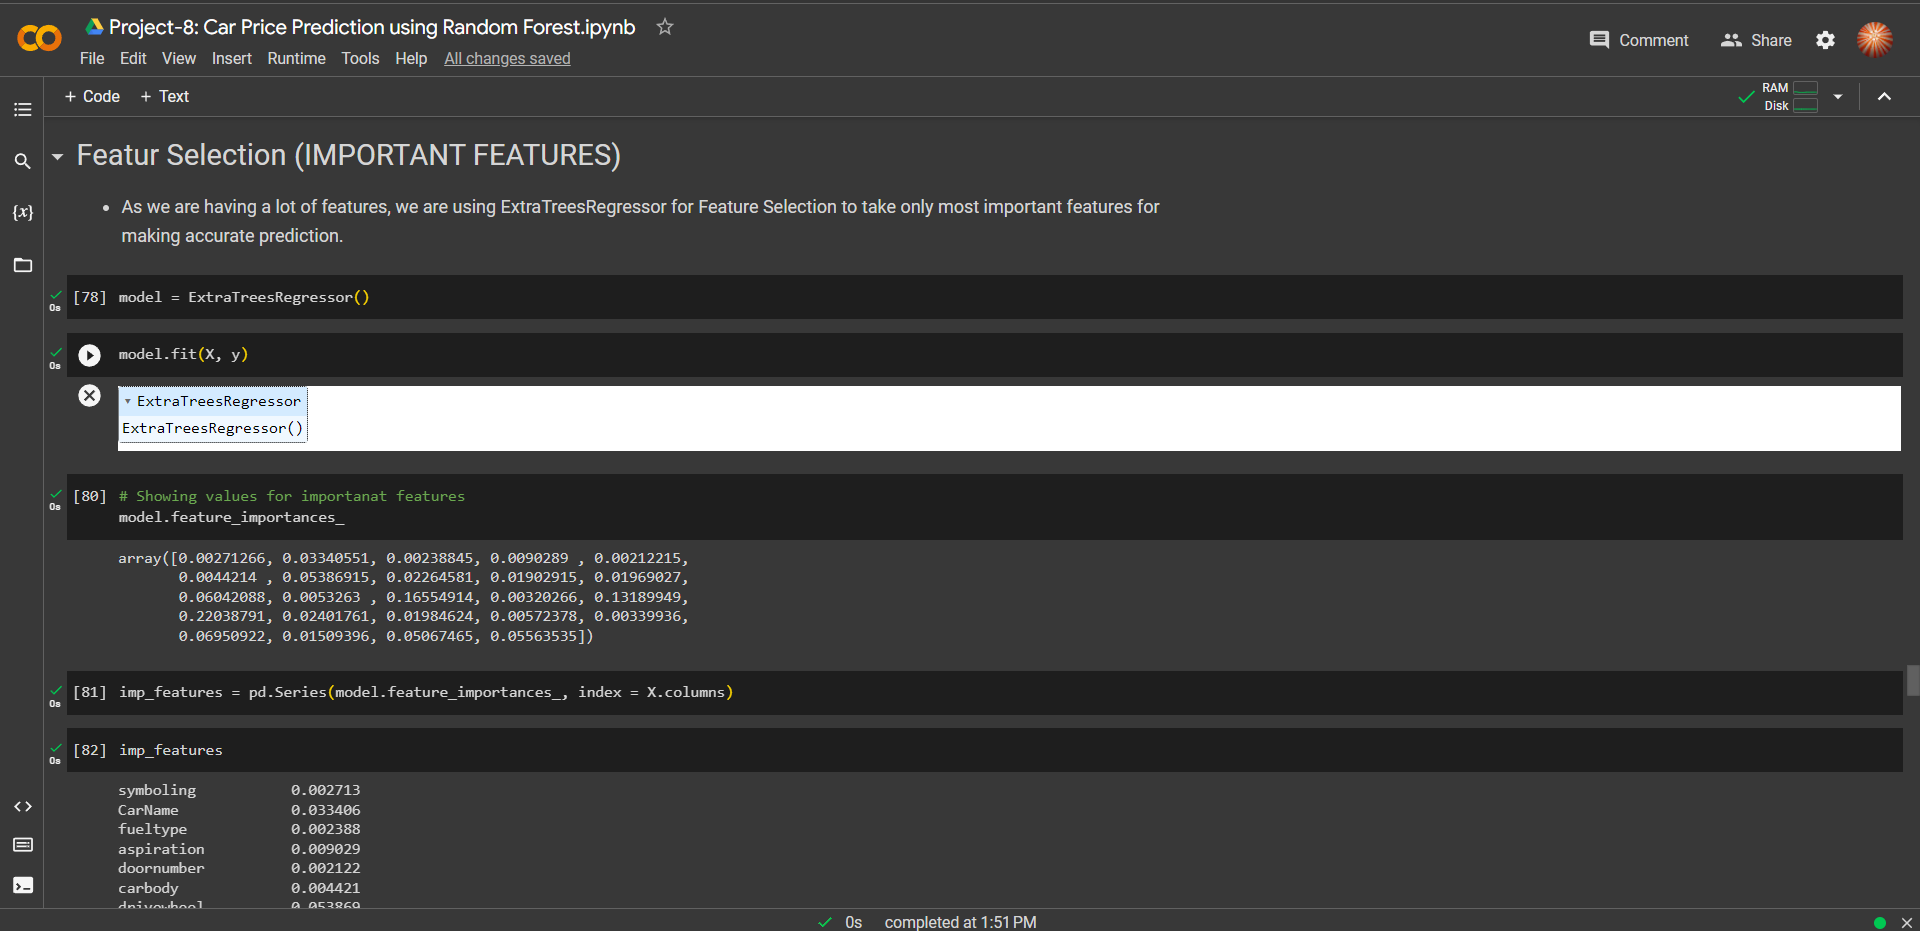 Project-8: Car Price Prediction using Random Forest.ipynb
File Edit View Insert Runtime Tools Help All changes saved
Comment Share
+ Code + Text
RAM
Disk
Featur Selection (IMPORTANT FEATURES)
• As we are having a lot of features, we are using ExtraTreesRegressor for Feature Selection to take only most important features for
making accurate prediction.
[78] model = ExtraTreesRegressor()
0s
model.fit(X, y)
0s
ExtraTreesRegressor
ExtraTreesRegressor()
[80] # Showing values for importanat features
0s
model.feature_importances_
array([0.00271266, 0.03340551, 0.00238845, 0.0090289 , 0.00212215,
0.0044214 , 0.05386915, 0.02264581, 0.01902915, 0.01969027,
0.06042088, 0.0053263 , 0.16554914, 0.00320266, 0.13189949,
0.22038791, 0.02401761, 0.01984624, 0.00572378, 0.00339936,
0.06950922, 0.01509396, 0.05067465, 0.05563535])
[81] imp_features = pd.Series(model.feature_importances_, index = X.columns)
0s
[82] imp_features
0s
symboling 0.002713
CarName 0.033406
fueltype 0.002388
aspiration 0.009029
doornumber 0.002122
carbody 0.004421
drivewheel 0.053869
0s completed at 1:51 PM